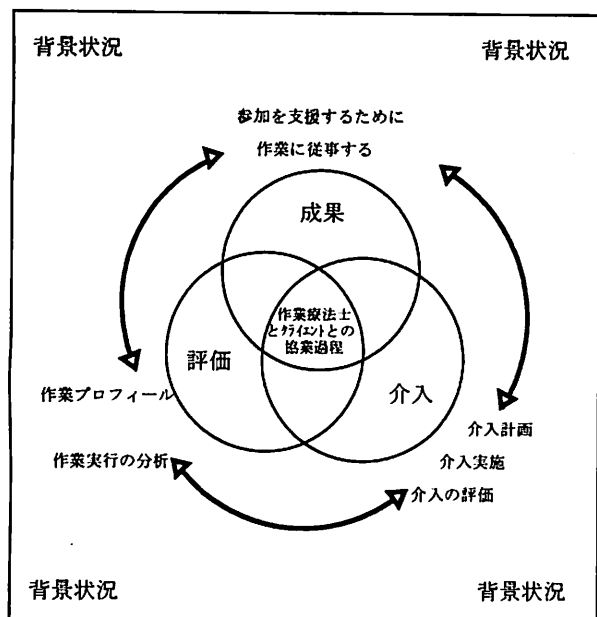 背景状況
背景状況
参加を支援するために
作業に従事する
成果
作業療法士
とクライエントとの
協業過程
評価
介入
作業プロフィール
作業実行の分析
介入計画
介入実施
介入の評価
背景状況
背景状況